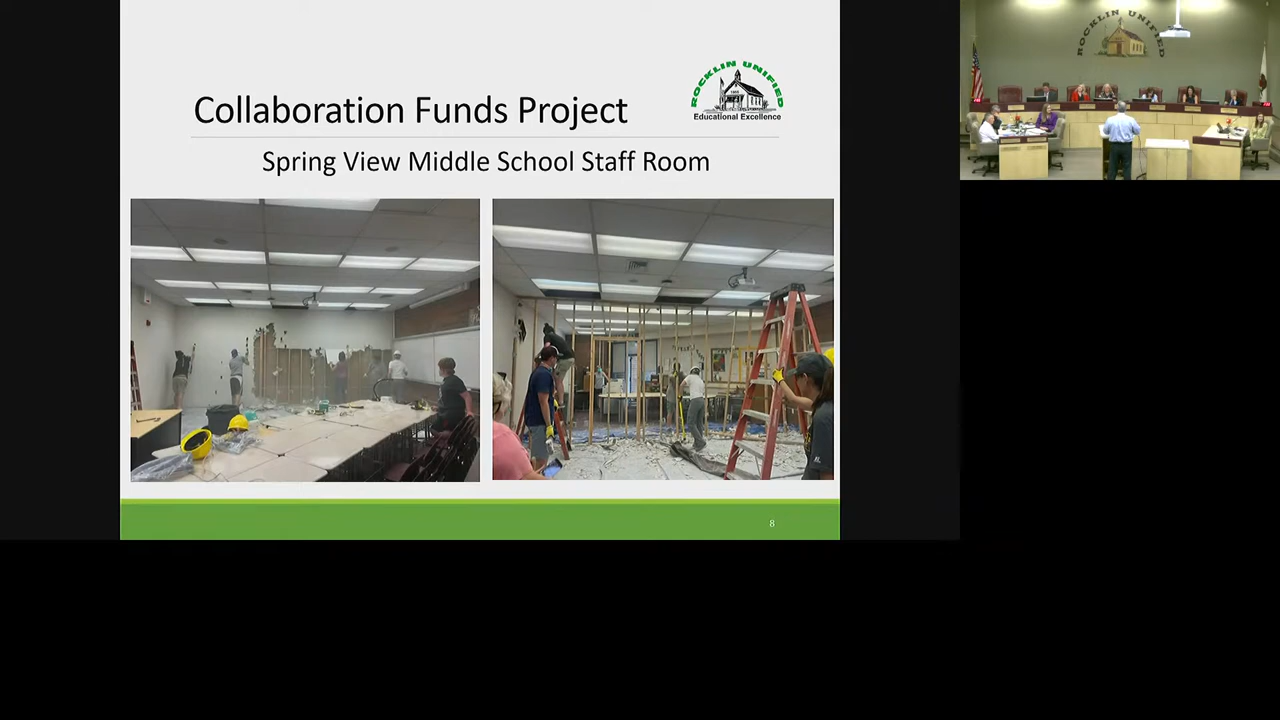 Collaboration Funds Project
ROCKLIN UNIFIED
Educational Excellence
Spring View Middle School Staff Room
8
ROCKLIN UNIFIED